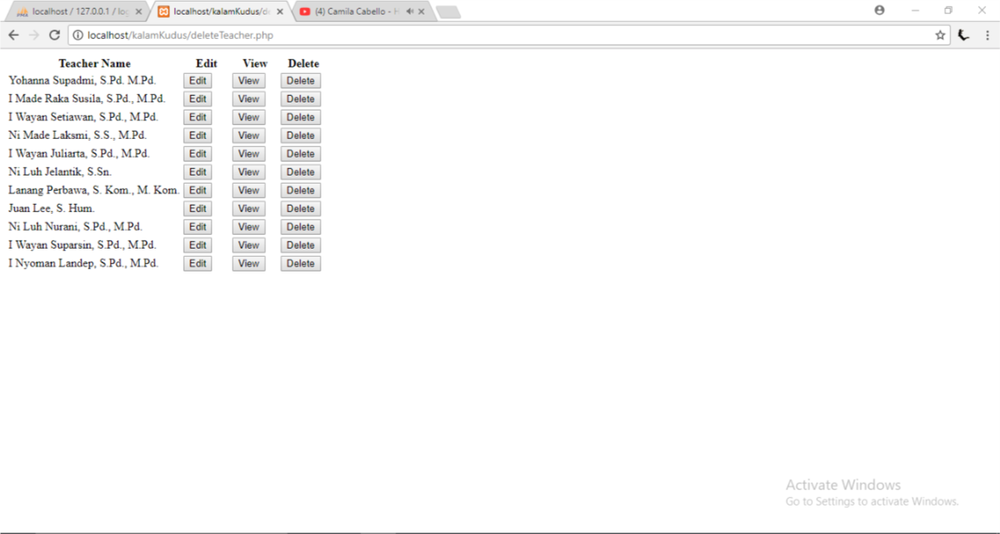 localhost / 127.0.0.1 / log
localhost/kalamKudus/de
(4) Camila Cabello - H
localhost/kalamKudus/deleteTeacher.php
Teacher Name Edit View Delete
Yohanna Supadmi, S.Pd. M.Pd. Edit View Delete
I Made Raka Susila, S.Pd., M.Pd. Edit View Delete
I Wayan Setiawan, S.Pd., M.Pd. Edit View Delete
Ni Made Laksmi, S.S., M.Pd. Edit View Delete
I Wayan Juliarta, S.Pd., M.Pd. Edit View Delete
Ni Luh Jelantik, S.Sn. Edit View Delete
Lanang Perbawa, S. Kom., M. Kom. Edit View Delete
Juan Lee, S. Hum. Edit View Delete
Ni Luh Nurani, S.Pd., M.Pd. Edit View Delete
I Wayan Suparsin, S.Pd., M.Pd. Edit View Delete
I Nyoman Landep, S.Pd., M.Pd. Edit View Delete
Activate Windows
Go to Settings to activate Windows.